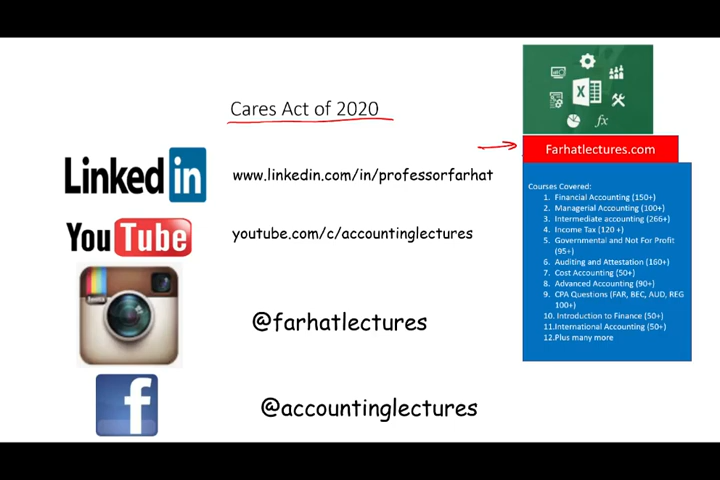 Cares Act of 2020
Linked in
www.linkedin.com/in/professorfarhat
YouTube
youtube.com/c/accountinglectures
@farhatlectures
f
@accountinglectures
X
fx
Farhatlectures.com
Courses Covered:
1. Financial Accounting (150+)
2. Managerial Accounting (100+)
3. Intermediate accounting (266+)
4. Income Tax (120 +)
5. Governmental and Not For Profit
(95+)
6. Auditing and Attestation (160+)
7. Cost Accounting (50+)
8. Advanced Accounting (90+)
9. CPA Questions (FAR, BEC, AUD, REG
100+)
10. Introduction to Finance (50+)
11.International Accounting (50+)
12.Plus many more